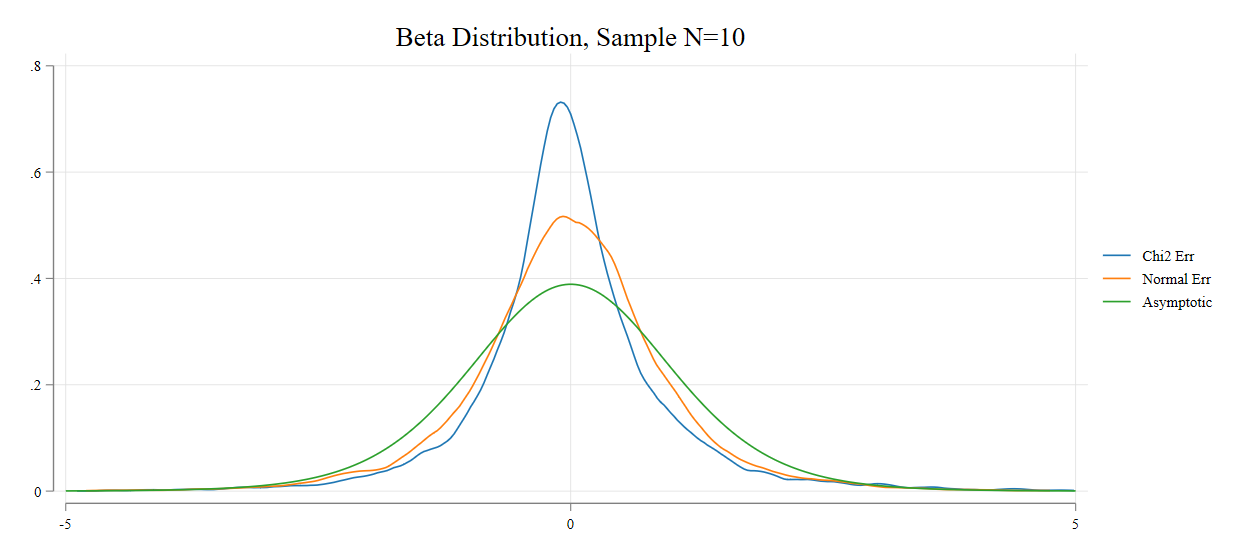 Beta Distribution, Sample N=10
.8
.6
.4
.2
0
-5
0
5
Chi2 Err
Normal Err
Asymptotic